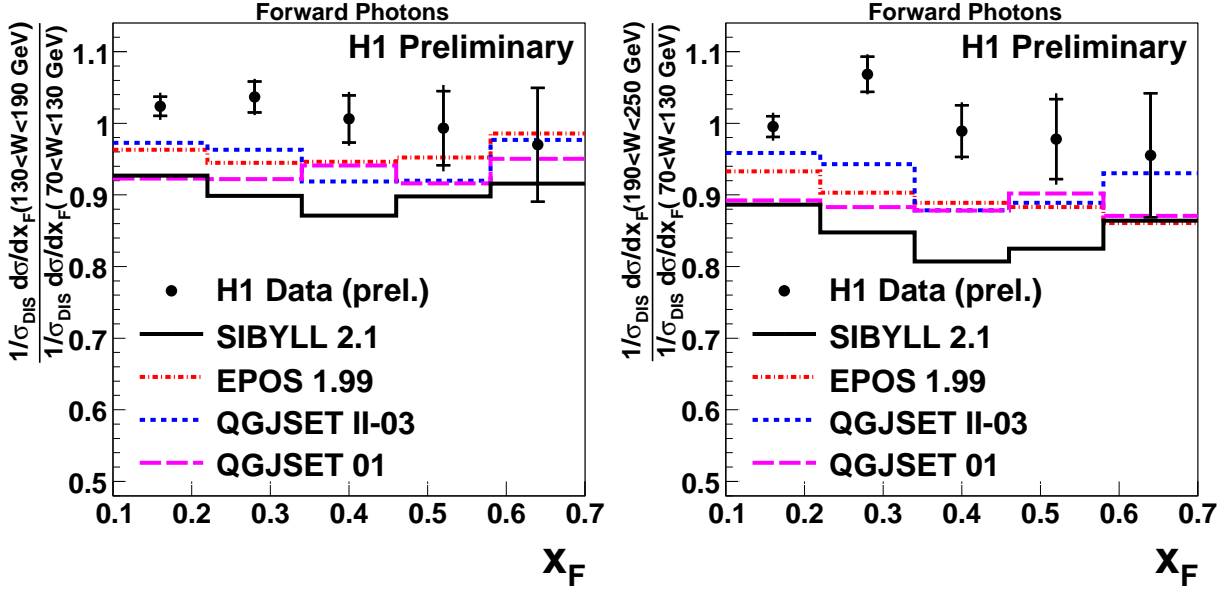 Forward Photons
H1 Preliminary
1/σDIS dσ/dxF(130<W<190 GeV)
1/σDIS dσ/dxF( 70<W<130 GeV)
1.1
1
0.9
0.8
0.7
0.6
0.5
H1 Data (prel.)
SIBYLL 2.1
EPOS 1.99
QGJSET II-03
QGJSET 01
0.1 0.2 0.3 0.4 0.5 0.6 0.7
xF
Forward Photons
H1 Preliminary
1/σDIS dσ/dxF(190<W<250 GeV)
1/σDIS dσ/dxF( 70<W<130 GeV)
1.1
1
0.9
0.8
0.7
0.6
0.5
H1 Data (prel.)
SIBYLL 2.1
EPOS 1.99
QGJSET II-03
QGJSET 01
0.1 0.2 0.3 0.4 0.5 0.6 0.7
xF